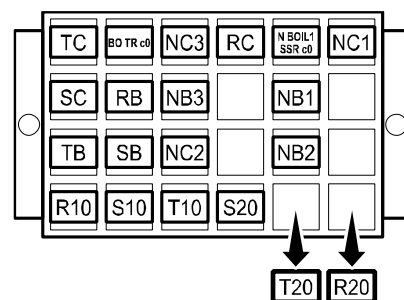 TC BO TR c0 NC3 RC N BOIL1 SSR c0 NC1
SC RB NB3 NB1
TB SB NC2 NB2
R10 S10 T10 S20
T20 R20